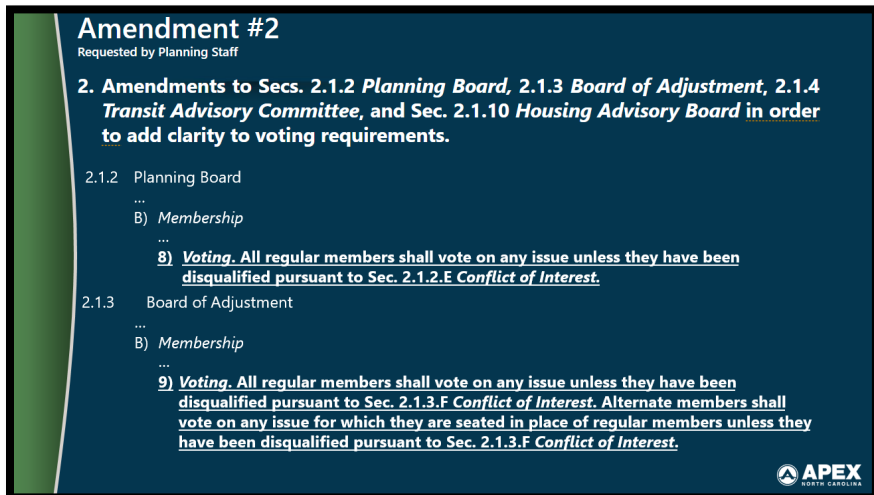 Amendment #2
Requested by Planning Staff
2. Amendments to Secs. 2.1.2 Planning Board, 2.1.3 Board of Adjustment, 2.1.4
Transit Advisory Committee, and Sec. 2.1.10 Housing Advisory Board in order
to add clarity to voting requirements.
2.1.2 Planning Board
...
B) Membership
...
8) Voting. All regular members shall vote on any issue unless they have been
disqualified pursuant to Sec. 2.1.2.E Conflict of Interest.
2.1.3 Board of Adjustment
...
B) Membership
...
9) Voting. All regular members shall vote on any issue unless they have been
disqualified pursuant to Sec. 2.1.3.F Conflict of Interest. Alternate members shall
vote on any issue for which they are seated in place of regular members unless they
have been disqualified pursuant to Sec. 2.1.3.F Conflict of Interest.
APEX
NORTH CAROLINA